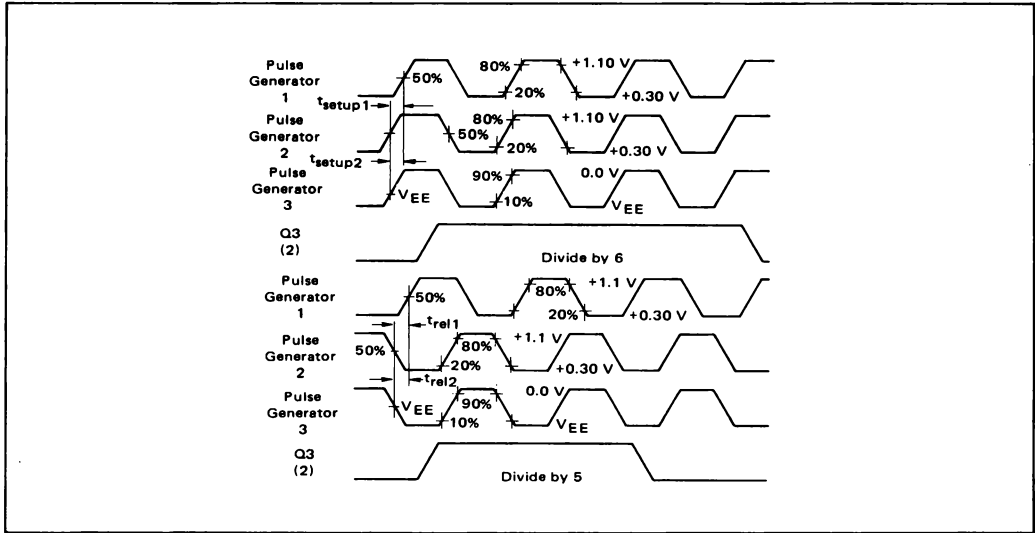 Pulse
Generator
1
50%
80%
20%
+1.10 V
+0.30 V
tsetup1
Pulse
Generator
2
50%
80%
20%
+1.10 V
+0.30 V
tsetup2
Pulse
Generator
3
VEE
90%
10%
0.0 V
VEE
Q3
(2)
Divide by 6
Pulse
Generator
1
50%
80%
20%
+1.1 V
+0.30 V
trel1
Pulse
Generator
2
50%
80%
20%
+1.1 V
+0.30 V
trel2
Pulse
Generator
3
VEE
90%
10%
0.0 V
VEE
Q3
(2)
Divide by 5